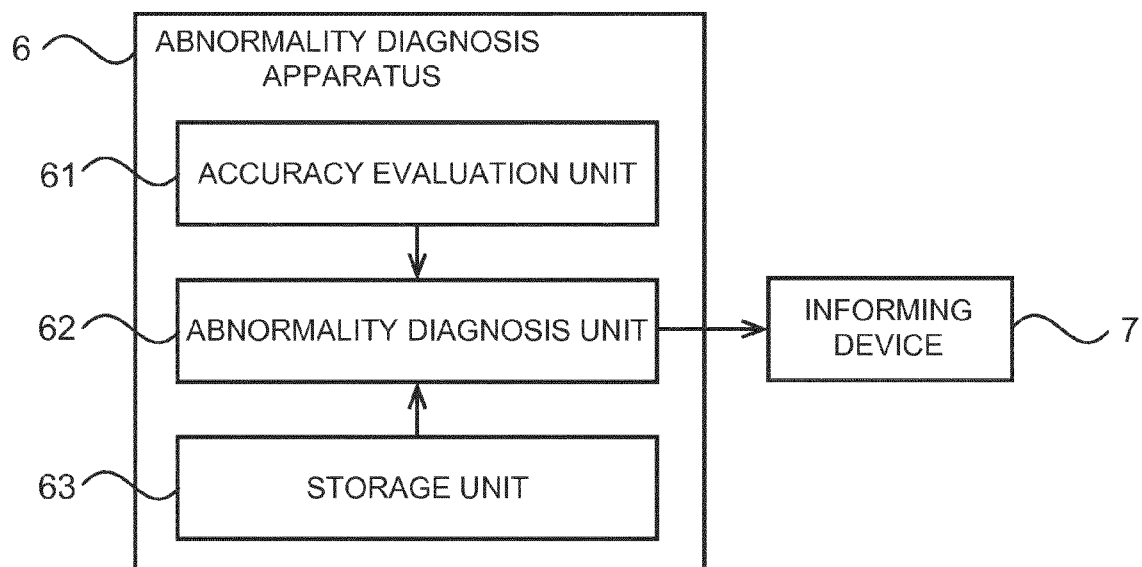 6
ABNORMALITY DIAGNOSIS
APPARATUS
61
ACCURACY EVALUATION UNIT
62
ABNORMALITY DIAGNOSIS UNIT
INFORMING
DEVICE
7
63
STORAGE UNIT